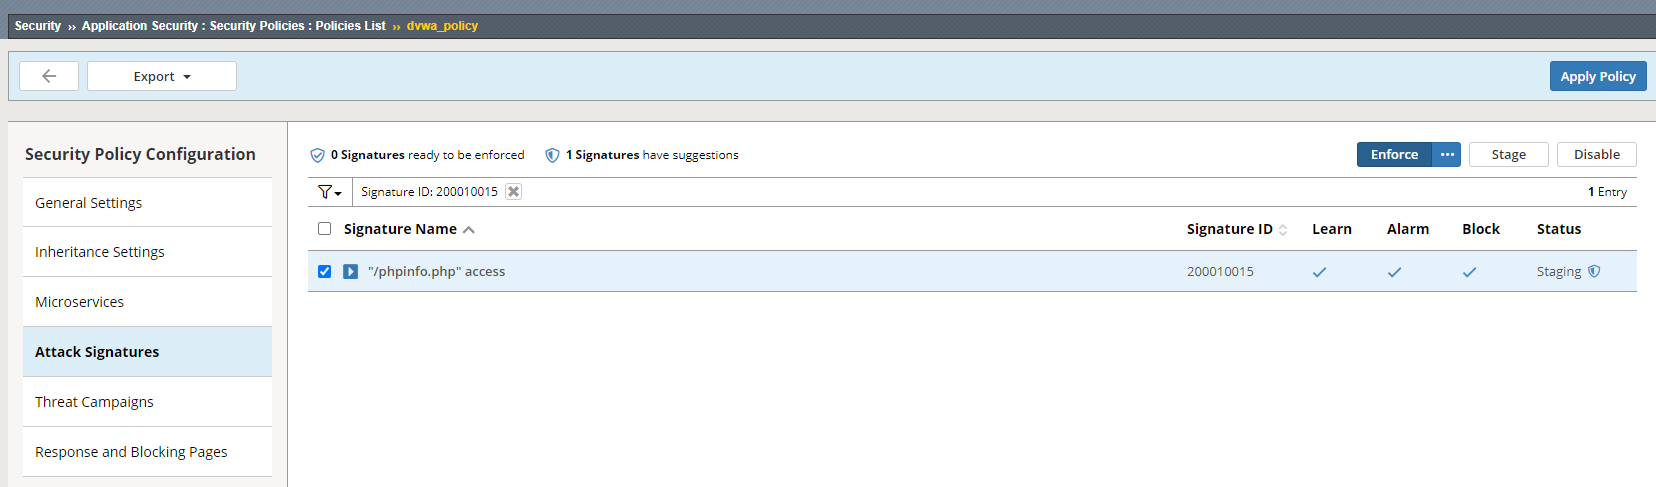 Security ›› Application Security : Security Policies : Policies List ›› dvwa_policy
Export
Apply Policy
Security Policy Configuration
General Settings
Inheritance Settings
Microservices
Attack Signatures
Threat Campaigns
Response and Blocking Pages
0 Signatures ready to be enforced 1 Signatures have suggestions
Enforce ··· Stage Disable
Signature ID: 200010015
1 Entry
Signature Name Signature ID Learn Alarm Block Status
"/phpinfo.php" access 200010015 Staging